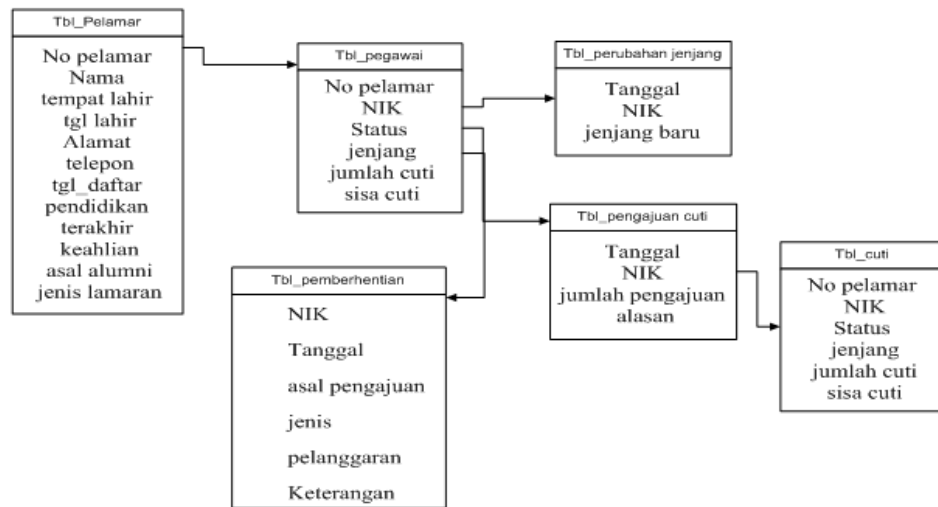 Tbl_Pelamar
No pelamar
Nama
tempat lahir
tgl lahir
Alamat
telepon
tgl_daftar
pendidikan
terakhir
keahlian
asal alumni
jenis lamaran
Tbl_pegawai
No pelamar
NIK
Status
jenjang
jumlah cuti
sisa cuti
Tbl_perubahan jenjang
Tanggal
NIK
jenjang baru
Tbl_pengajuan cuti
Tanggal
NIK
jumlah pengajuan
alasan
Tbl_cuti
No pelamar
NIK
Status
jenjang
jumlah cuti
sisa cuti
Tbl_pemberhentian
NIK
Tanggal
asal pengajuan
jenis
pelanggaran
Keterangan